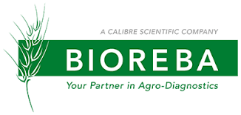 A CALIBRE SCIENTIFIC COMPANY
BIOREBA
Your Partner in Agro-Diagnostics